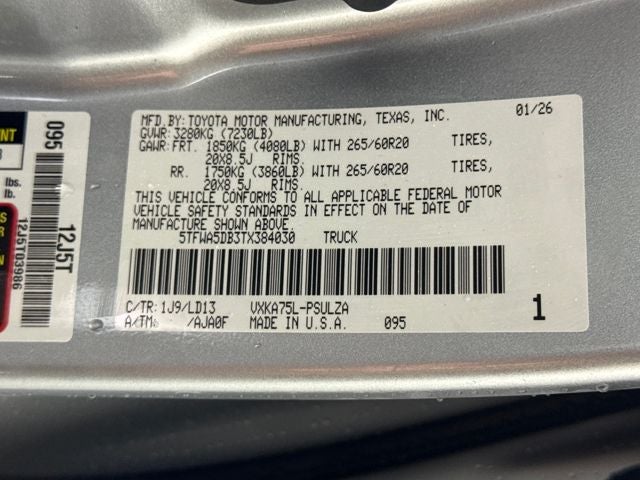 MFD.BY:TOYOTA MOTOR MANUFACTURING, TEXAS, INC. 01/26
GVWR:3280KG (7230LB)
GAWR:FRT. 1850KG (4080LB) WITH 265/60R20 TIRES,
20X8.5J RIMS.
RR. 1750KG (3860LB) WITH 265/60R20 TIRES,
20X8.5J RIMS.
THIS VEHICLE CONFORMS TO ALL APPLICABLE FEDERAL MOTOR
VEHICLE SAFETY STANDARDS IN EFFECT ON THE DATE OF
MANUFACTURE SHOWN ABOVE.
5TFWA5DB3TX384030 TRUCK
C/TR:1J9/LD13 VXKA75L-PSULZA
A/TM: /AJA0F MADE IN U.S.A. 095
1
095
12J5T
12J5T03986
lbs.
lb.